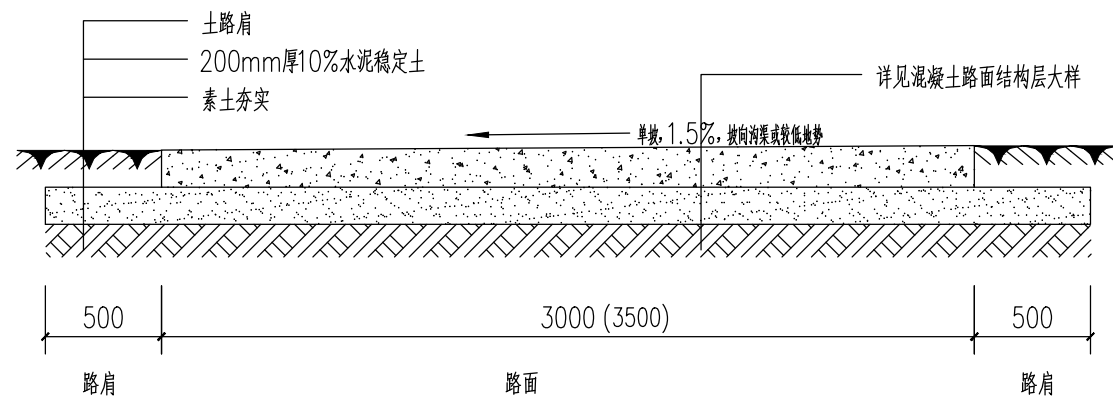 土路肩
200mm厚10%水泥稳定土
素土夯实
详见混凝土路面结构层大样
单坡，1.5%，坡向沟渠或较低地势
500
3000 (3500)
500
路肩
路面
路肩